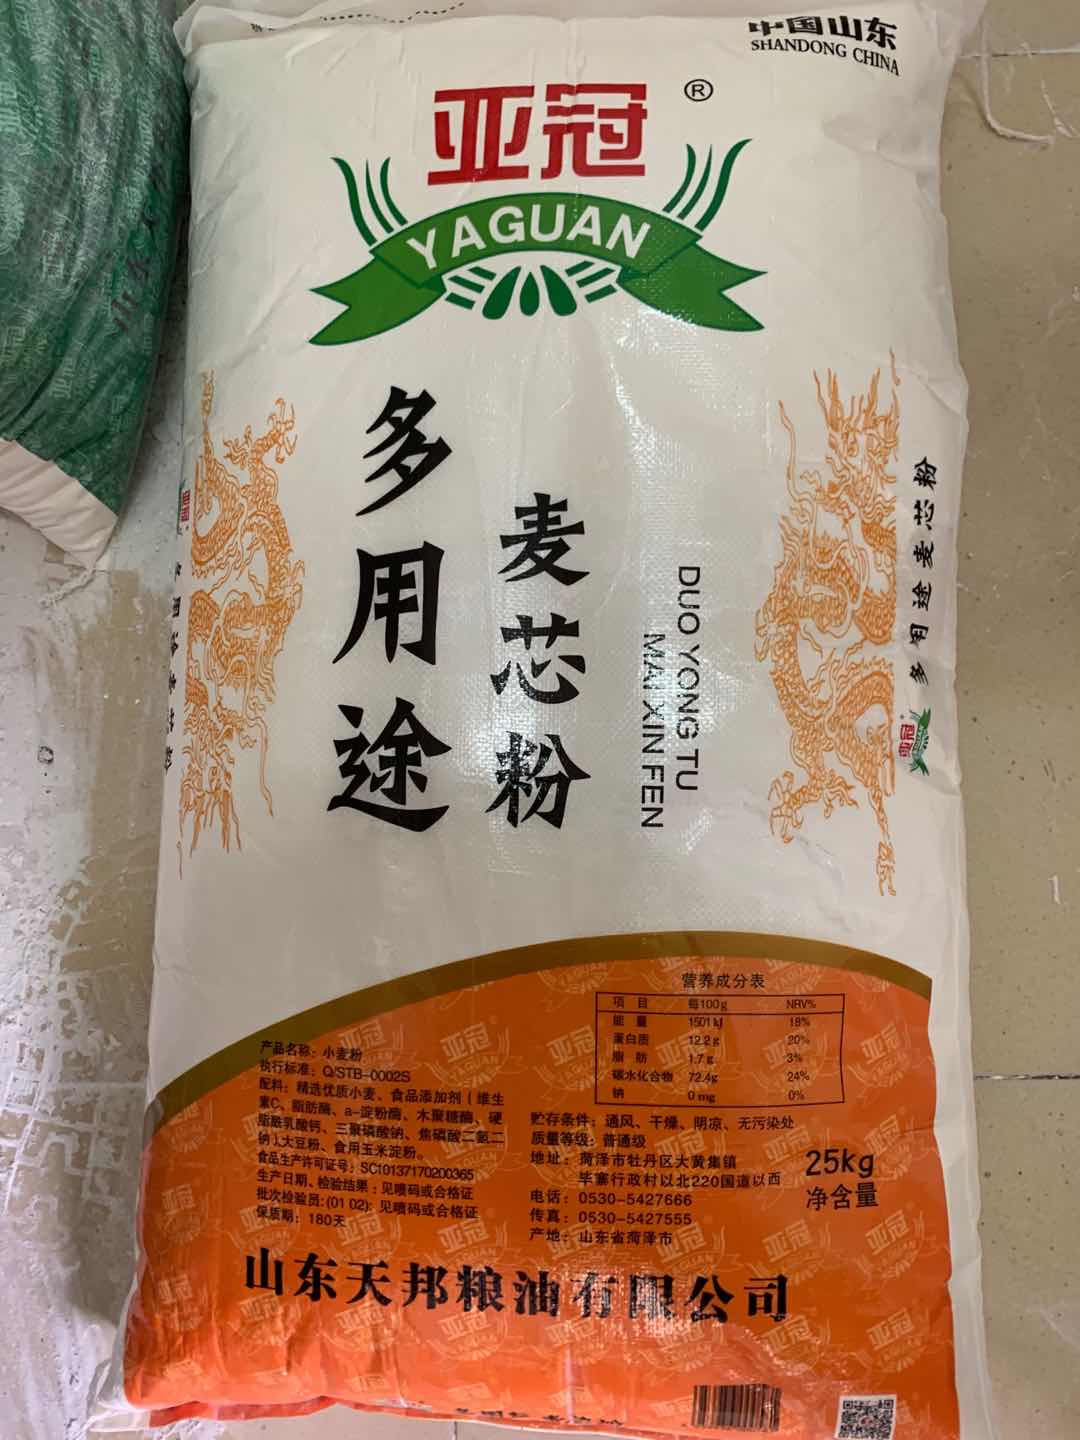 中国山东
SHANDONG CHINA
亚冠®
YAGUAN
多用途
麦芯粉
DUO YONG TU
MAI XIN FEN
多用途麦芯粉
亚冠
YAGUAN
营养成分表
项 目 每100g NRV%
能 量 1501kJ 18%
蛋白质 12.2g 20%
脂 肪 1.7g 3%
碳水化合物 72.4g 24%
钠 0mg 0%
产品名称：小麦粉
执行标准：Q/STB-0002S
配料：精选优质小麦、食品添加剂（维生
素C、脂肪酶、a-淀粉酶、木聚糖酶、硬
脂酰乳酸钙、三聚磷酸钠、焦磷酸二氢二
钠）、大豆粉、食用玉米淀粉。
食品生产许可证号：SC10137170200365
生产日期、检验结果：见喷码或合格证
批次检验员：(01 02)：见喷码或合格证
保质期：180天
贮存条件：通风、干燥、阴凉、无污染处
质量等级：普通级
地址：菏泽市牡丹区大黄集镇
毕寨行政村以北220国道以西
电话：0530-5427666
传真：0530-5427555
产地：山东省菏泽市
25kg
净含量
山东天邦粮油有限公司